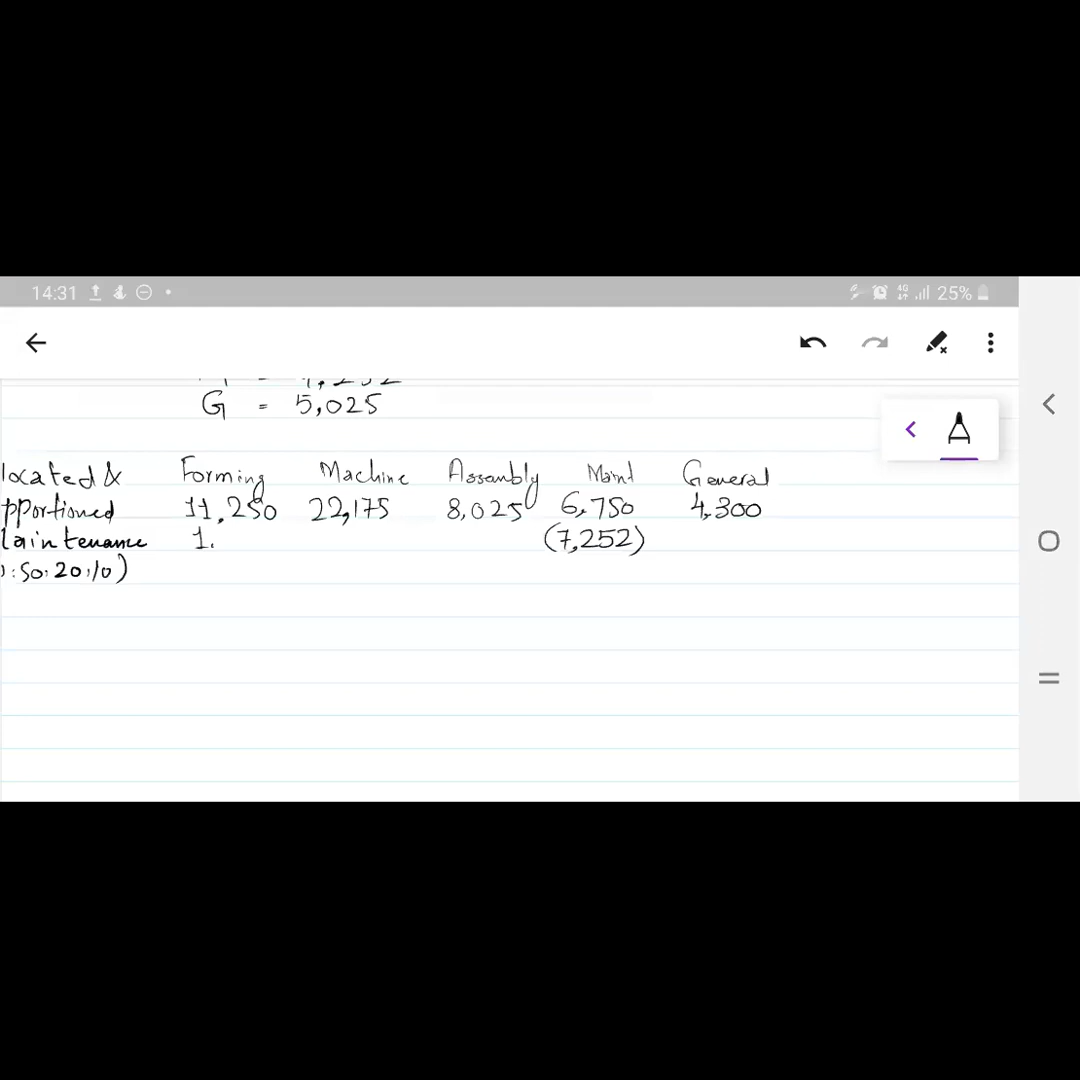 14:31 4G 25%
G = 5,025
located & Forming Machine Assembly Maint General
pportioned 11,250 22,175 8,025 6,750 4,300
laintenance 1. (7,252)
:50:20:10)